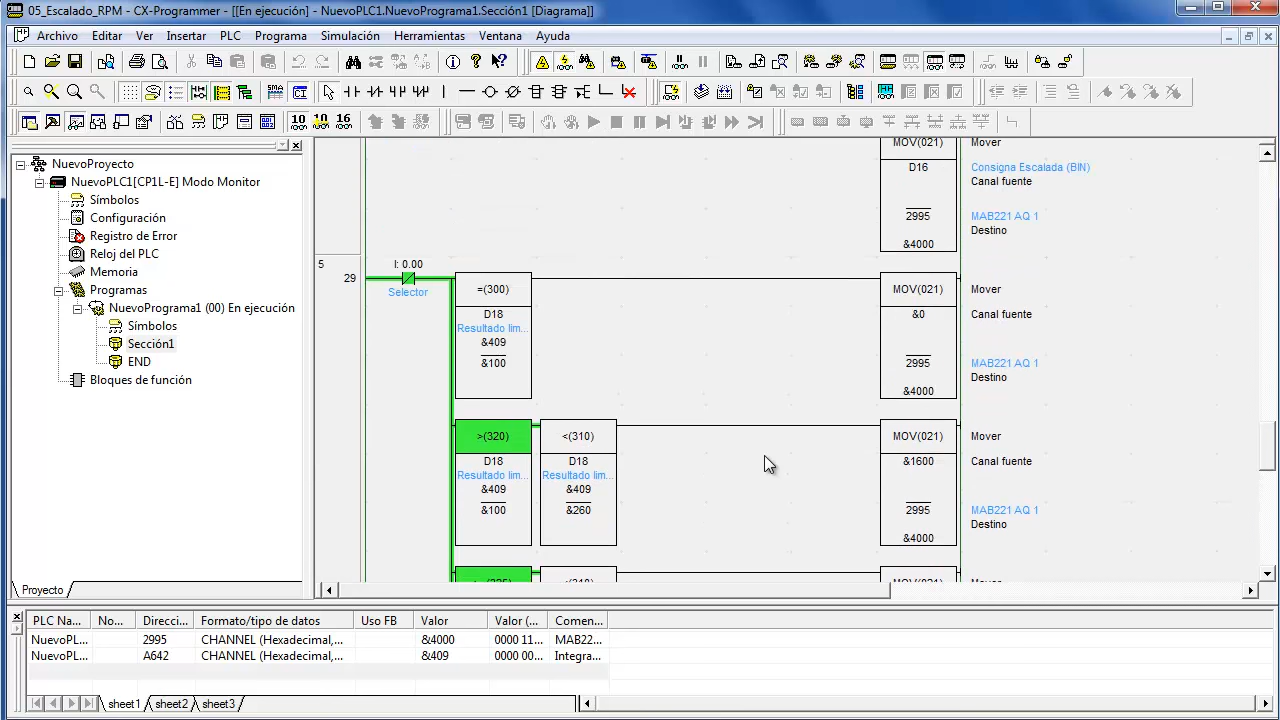 05_Escalado_RPM - CX-Programmer - [[En ejecución] - NuevoPLC1.NuevoPrograma1.Sección1 [Diagrama]]
Archivo Editar Ver Insertar PLC Programa Simulación Herramientas Ventana Ayuda
10 10 16
NuevoProyecto
NuevoPLC1[CP1L-E] Modo Monitor
Símbolos
Configuración
Registro de Error
Reloj del PLC
Memoria
Programas
NuevoPrograma1 (00) En ejecución
Símbolos
Sección1
END
Bloques de función
Proyecto
MOV(021) Mover
D16 Consigna Escalada (BIN)
Canal fuente
2995 MAB221 AQ 1
Destino
&4000
5
29
I: 0.00
Selector
=(300)
D18
Resultado lim...
&409
&100
MOV(021) Mover
&0 Canal fuente
2995 MAB221 AQ 1
Destino
&4000
>(320) <(310)
D18 D18
Resultado lim... Resultado lim...
&409 &409
&100 &260
MOV(021) Mover
&1600 Canal fuente
2995 MAB221 AQ 1
Destino
&4000
MOV(021) Mover
PLC Na... No... Direcci... Formato/tipo de datos Uso FB Valor Valor (... Comen...
NuevoPL... 2995 CHANNEL (Hexadecimal,... &4000 0000 11... MAB22...
NuevoPL... A642 CHANNEL (Hexadecimal,... &409 0000 00... Integra...
sheet1 sheet2 sheet3